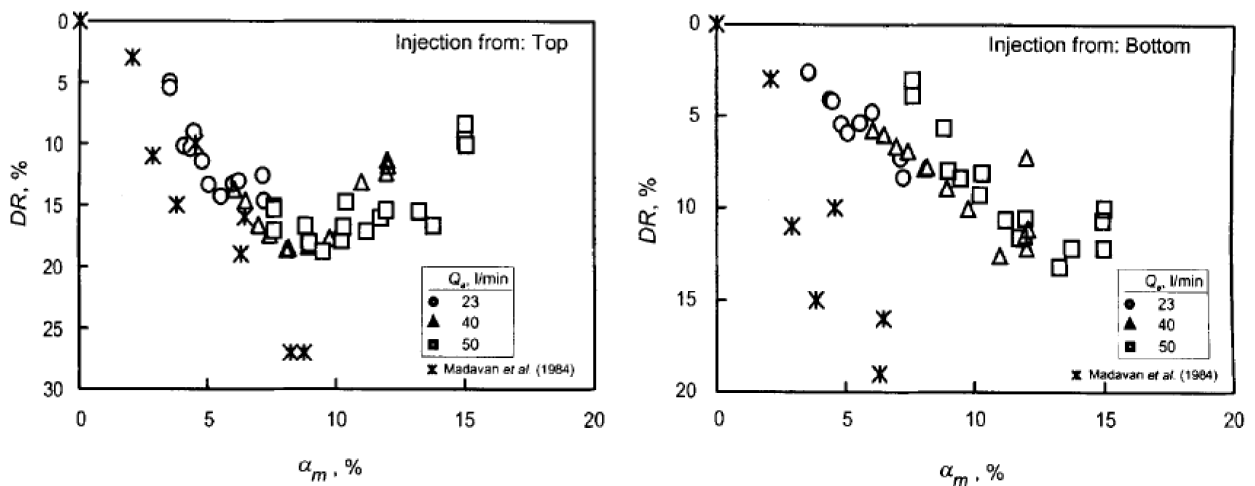 Injection from: Top
DR, %
0
5
10
15
20
25
30
0
5
10
15
20
α_m , %
Qₐ, l/min
23
40
50
Madavan et al. (1984)
Injection from: Bottom
DR, %
0
5
10
15
20
0
5
10
15
20
α_m , %
Qₐ, l/min
23
40
50
Madavan et al. (1984)